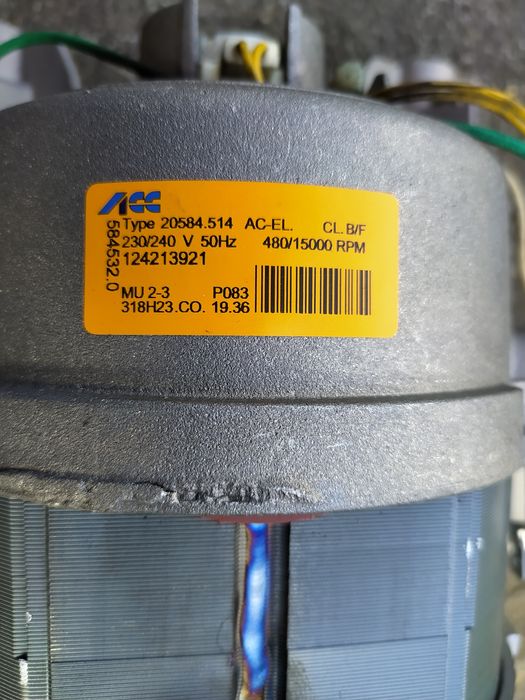 ACC
Type 20584.514 AC-EL. CL.B/F
230/240 V 50Hz 480/15000 RPM
124213921
MU 2-3 P083
318H23.CO. 19.36
584532.0